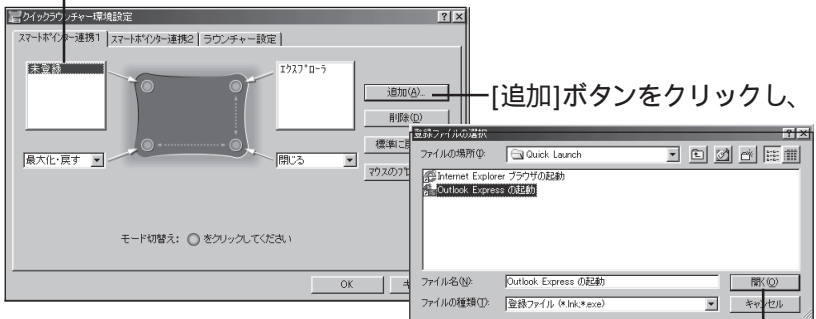 クイックラウンチャー環境設定
スマートポインター連携1 スマートポインター連携2 ラウンチャー設定
未登録
エクスプローラ
追加(A)...
[追加]ボタンをクリックし、
削除(D)
標準に戻
最大化・戻す
閉じる
マウスのプロ
モード切替え: をクリックしてください
OK
キ
登録ファイルの選択
ファイルの場所(I):
Quick Launch
Internet Explorer ブラウザの起動
Outlook Express の起動
ファイル名(N):
Outlook Express の起動
開く(O)
ファイルの種類(T):
登録ファイル (*.lnk;*.exe)
キャンセル